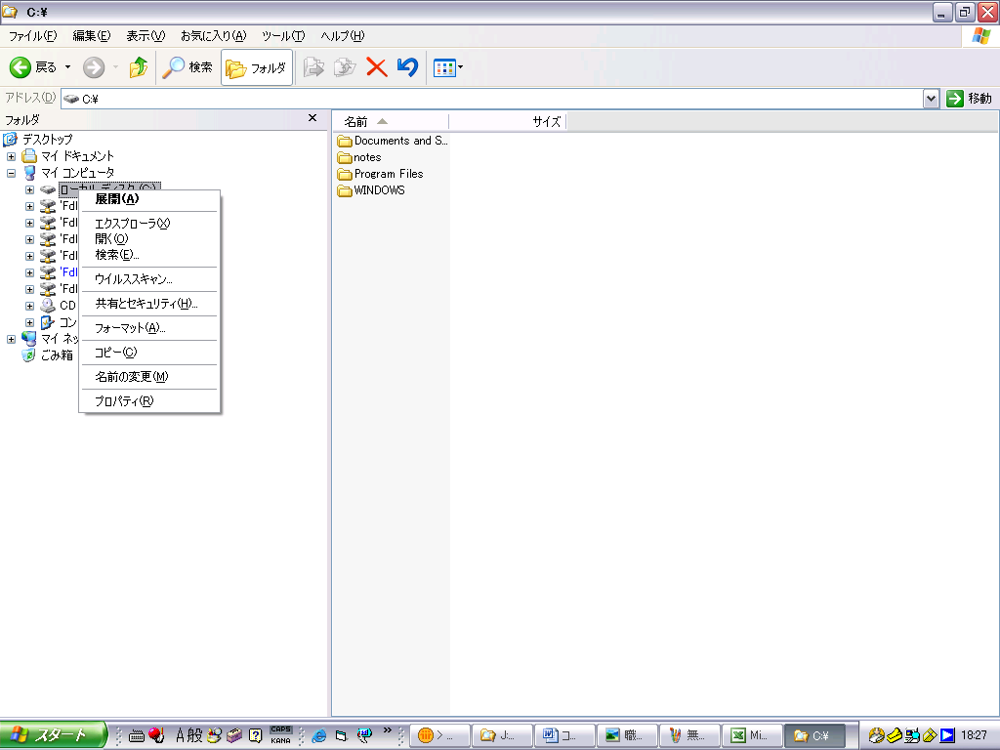 C:¥
ファイル(F) 編集(E) 表示(V) お気に入り(A) ツール(T) ヘルプ(H)
戻る 検索 フォルダ
アドレス(D) C:¥ 移動
フォルダ
デスクトップ
マイ ドキュメント
マイ コンピュータ
ローカル ディスク (C:)
'Fdl
'Fdl
'Fdl
'Fdl
'Fdl
'Fdl
CD
コン
マイ ネッ
ごみ箱
展開(A)
エクスプローラ(X)
開く(O)
検索(E)...
ウイルススキャン...
共有とセキュリティ(H)...
フォーマット(A)...
コピー(C)
名前の変更(M)
プロパティ(R)
名前 サイズ
Documents and S...
notes
Program Files
WINDOWS
スタート A 般 CAPS KANA >... J:... コ... 職... 無... Mi... C:¥ 18:27